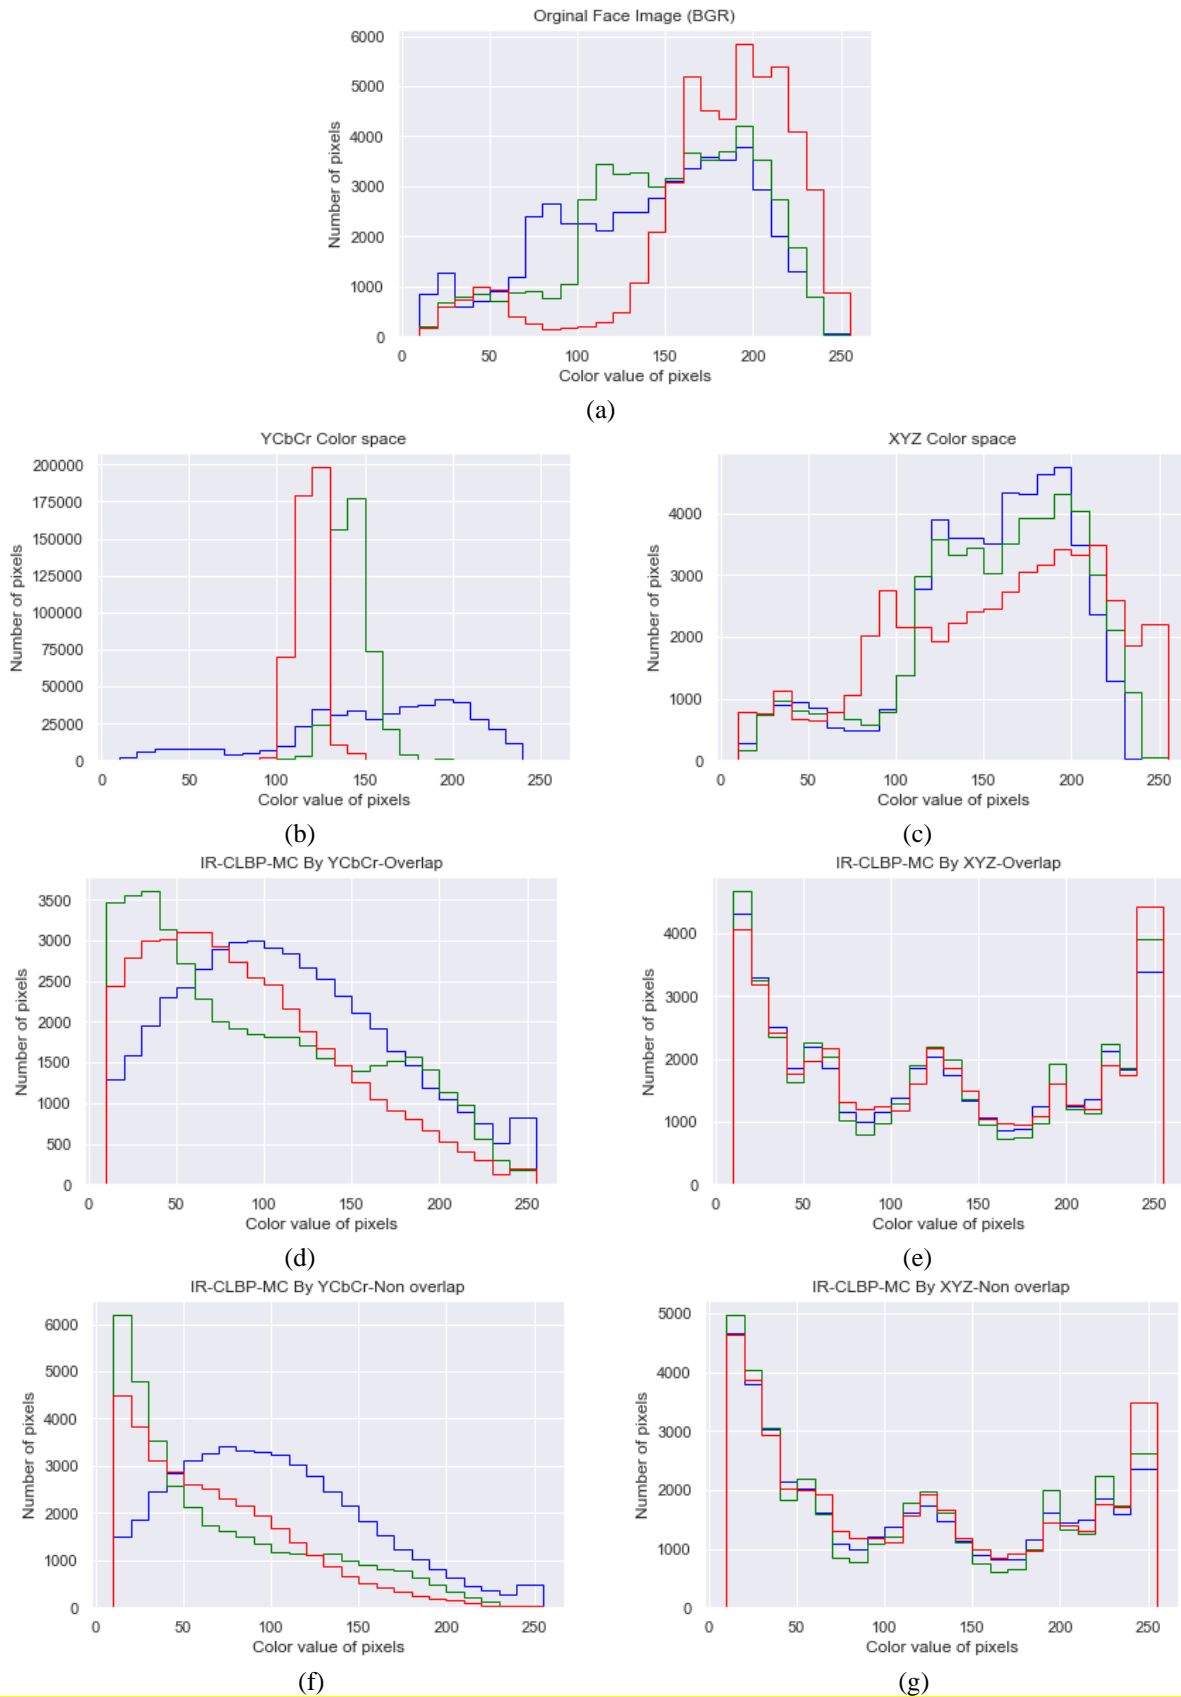 Orginal Face Image (BGR)
6000
5000
4000
3000
2000
1000
0
Number of pixels
0 50 100 150 200 250
Color value of pixels
(a)
YCbCr Color space
200000
175000
150000
125000
100000
75000
50000
25000
0
Number of pixels
0 50 100 150 200 250
Color value of pixels
(b)
XYZ Color space
4000
3000
2000
1000
0
Number of pixels
0 50 100 150 200 250
Color value of pixels
(c)
IR-CLBP-MC By YCbCr-Overlap
3500
3000
2500
2000
1500
1000
500
0
Number of pixels
0 50 100 150 200 250
Color value of pixels
(d)
IR-CLBP-MC By XYZ-Overlap
4000
3000
2000
1000
0
Number of pixels
0 50 100 150 200 250
Color value of pixels
(e)
IR-CLBP-MC By YCbCr-Non overlap
6000
5000
4000
3000
2000
1000
0
Number of pixels
0 50 100 150 200 250
Color value of pixels
(f)
IR-CLBP-MC By XYZ-Non overlap
5000
4000
3000
2000
1000
0
Number of pixels
0 50 100 150 200 250
Color value of pixels
(g)